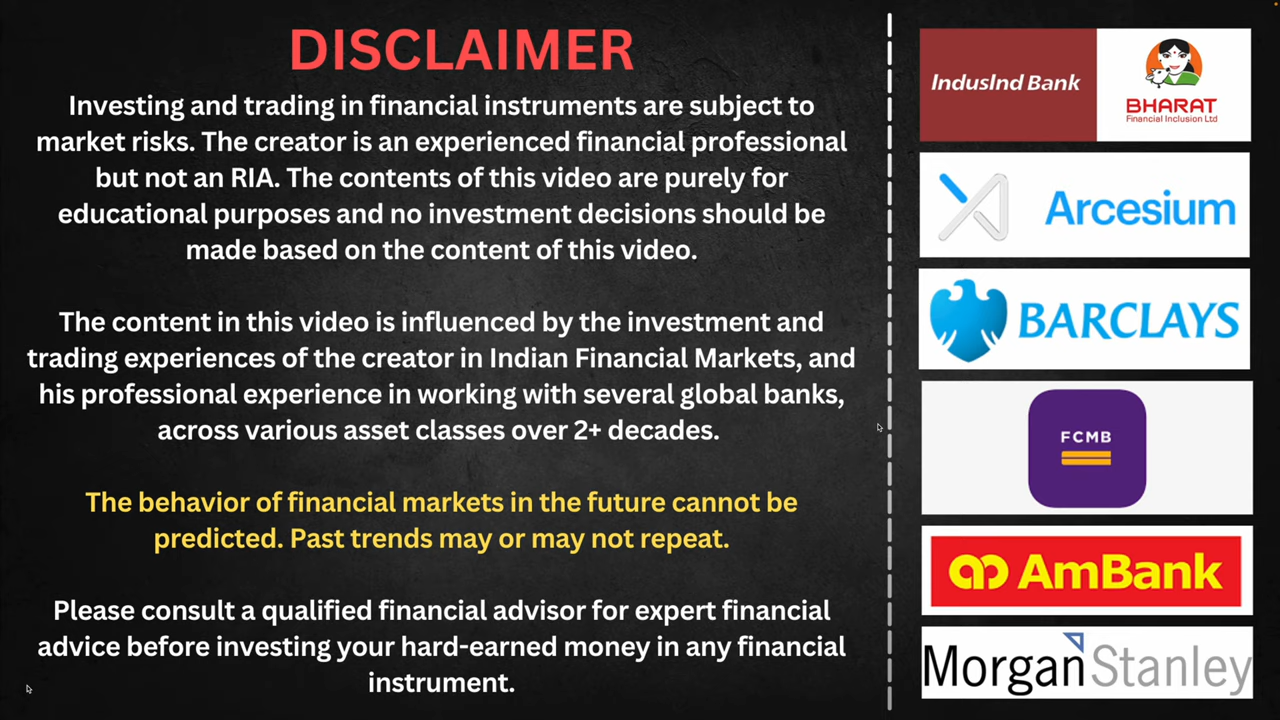 DISCLAIMER
Investing and trading in financial instruments are subject to
market risks. The creator is an experienced financial professional
but not an RIA. The contents of this video are purely for
educational purposes and no investment decisions should be
made based on the content of this video.
The content in this video is influenced by the investment and
trading experiences of the creator in Indian Financial Markets, and
his professional experience in working with several global banks,
across various asset classes over 2+ decades.
The behavior of financial markets in the future cannot be
predicted. Past trends may or may not repeat.
Please consult a qualified financial advisor for expert financial
advice before investing your hard-earned money in any financial
instrument.
IndusInd Bank
BHARAT
Financial Inclusion Ltd
Arcesium
BARCLAYS
FCMB
AmBank
Morgan Stanley